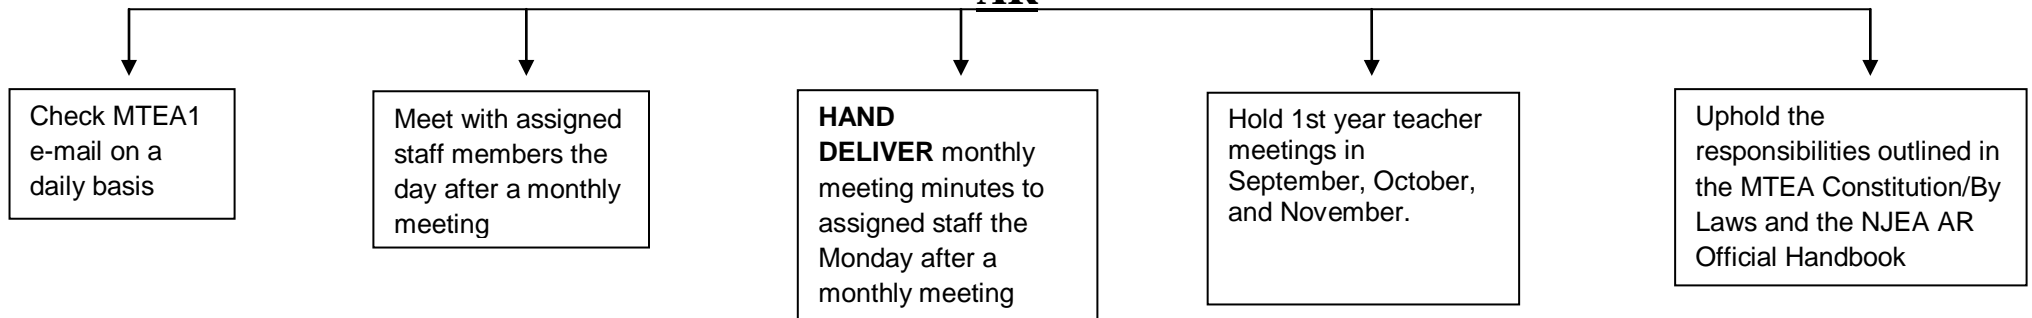 AR
Check MTEA1
e-mail on a
daily basis
Meet with assigned
staff members the
day after a monthly
meeting
HAND
DELIVER monthly
meeting minutes to
assigned staff the
Monday after a
monthly meeting
Hold 1st year teacher
meetings in
September, October,
and November.
Uphold the
responsibilities outlined in
the MTEA Constitution/By
Laws and the NJEA AR
Official Handbook